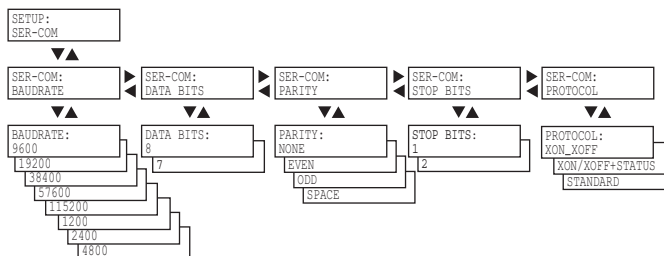 SETUP:
SER-COM
SER-COM:
BAUDRATE
SER-COM:
DATA BITS
SER-COM:
PARITY
SER-COM:
STOP BITS
SER-COM:
PROTOCOL
BAUDRATE:
9600
19200
38400
57600
115200
1200
2400
4800
DATA BITS:
8
7
PARITY:
NONE
EVEN
ODD
SPACE
STOP BITS:
1
2
PROTOCOL:
XON_XOFF
XON/XOFF+STATUS
STANDARD